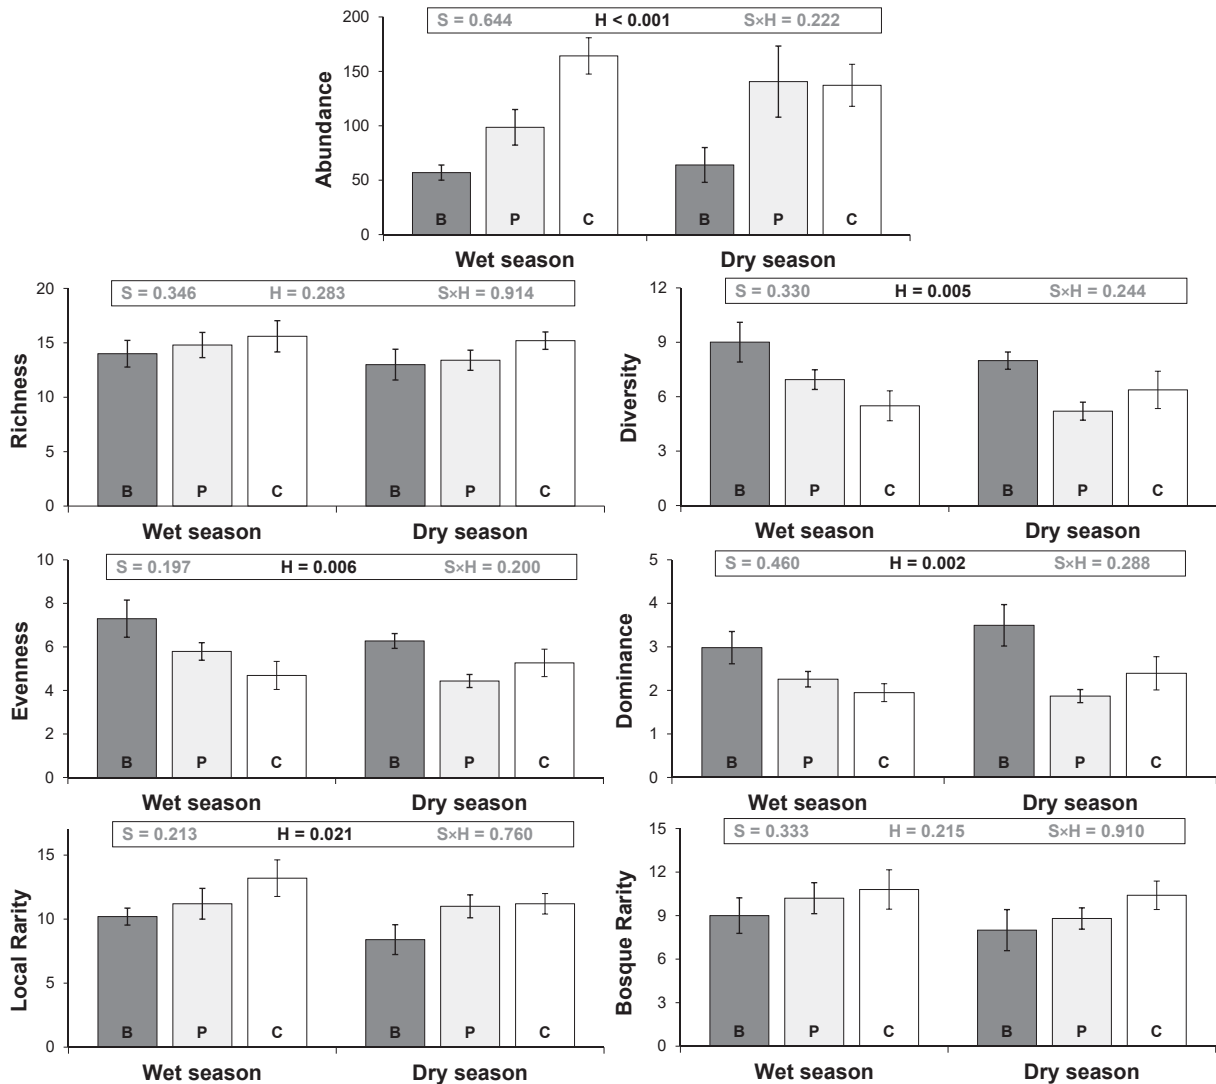 200
S = 0.644 H < 0.001 S×H = 0.222
150
100
50
0
Abundance
B P C B P C
Wet season Dry season
20
S = 0.346 H = 0.283 S×H = 0.914
15
10
5
0
Richness
B P C B P C
Wet season Dry season
12
S = 0.330 H = 0.005 S×H = 0.244
9
6
3
0
Diversity
B P C B P C
Wet season Dry season
10
S = 0.197 H = 0.006 S×H = 0.200
8
6
4
2
0
Evenness
B P C B P C
Wet season Dry season
5
S = 0.460 H = 0.002 S×H = 0.288
4
3
2
1
0
Dominance
B P C B P C
Wet season Dry season
S = 0.213 H = 0.021 S×H = 0.760
15
10
5
0
Local Rarity
B P C B P C
Wet season Dry season
15
S = 0.333 H = 0.215 S×H = 0.910
12
9
6
3
0
Bosque Rarity
B P C B P C
Wet season Dry season